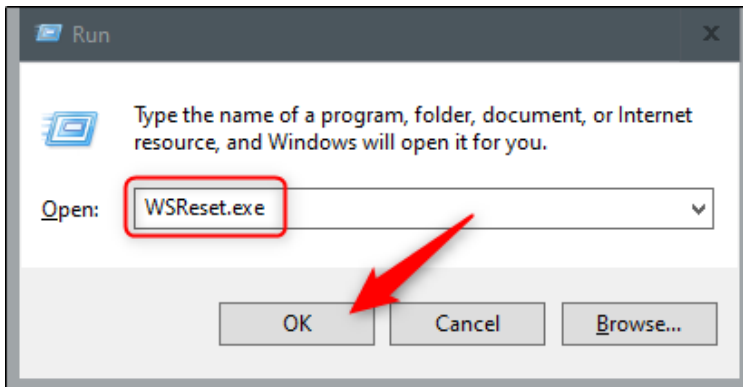 Run
Type the name of a program, folder, document, or Internet
resource, and Windows will open it for you.
Open: WSReset.exe
OK Cancel Browse...